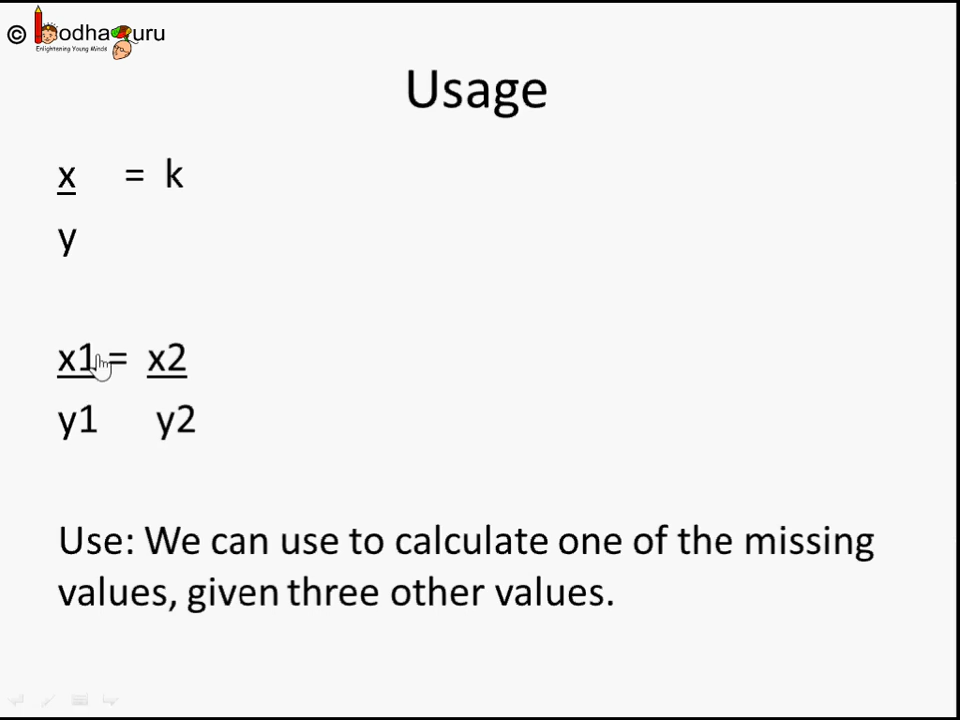 © BodhaGuru
Enlightening Young Minds
Usage
x = k
y
x1 = x2
y1 y2
Use: We can use to calculate one of the missing
values, given three other values.